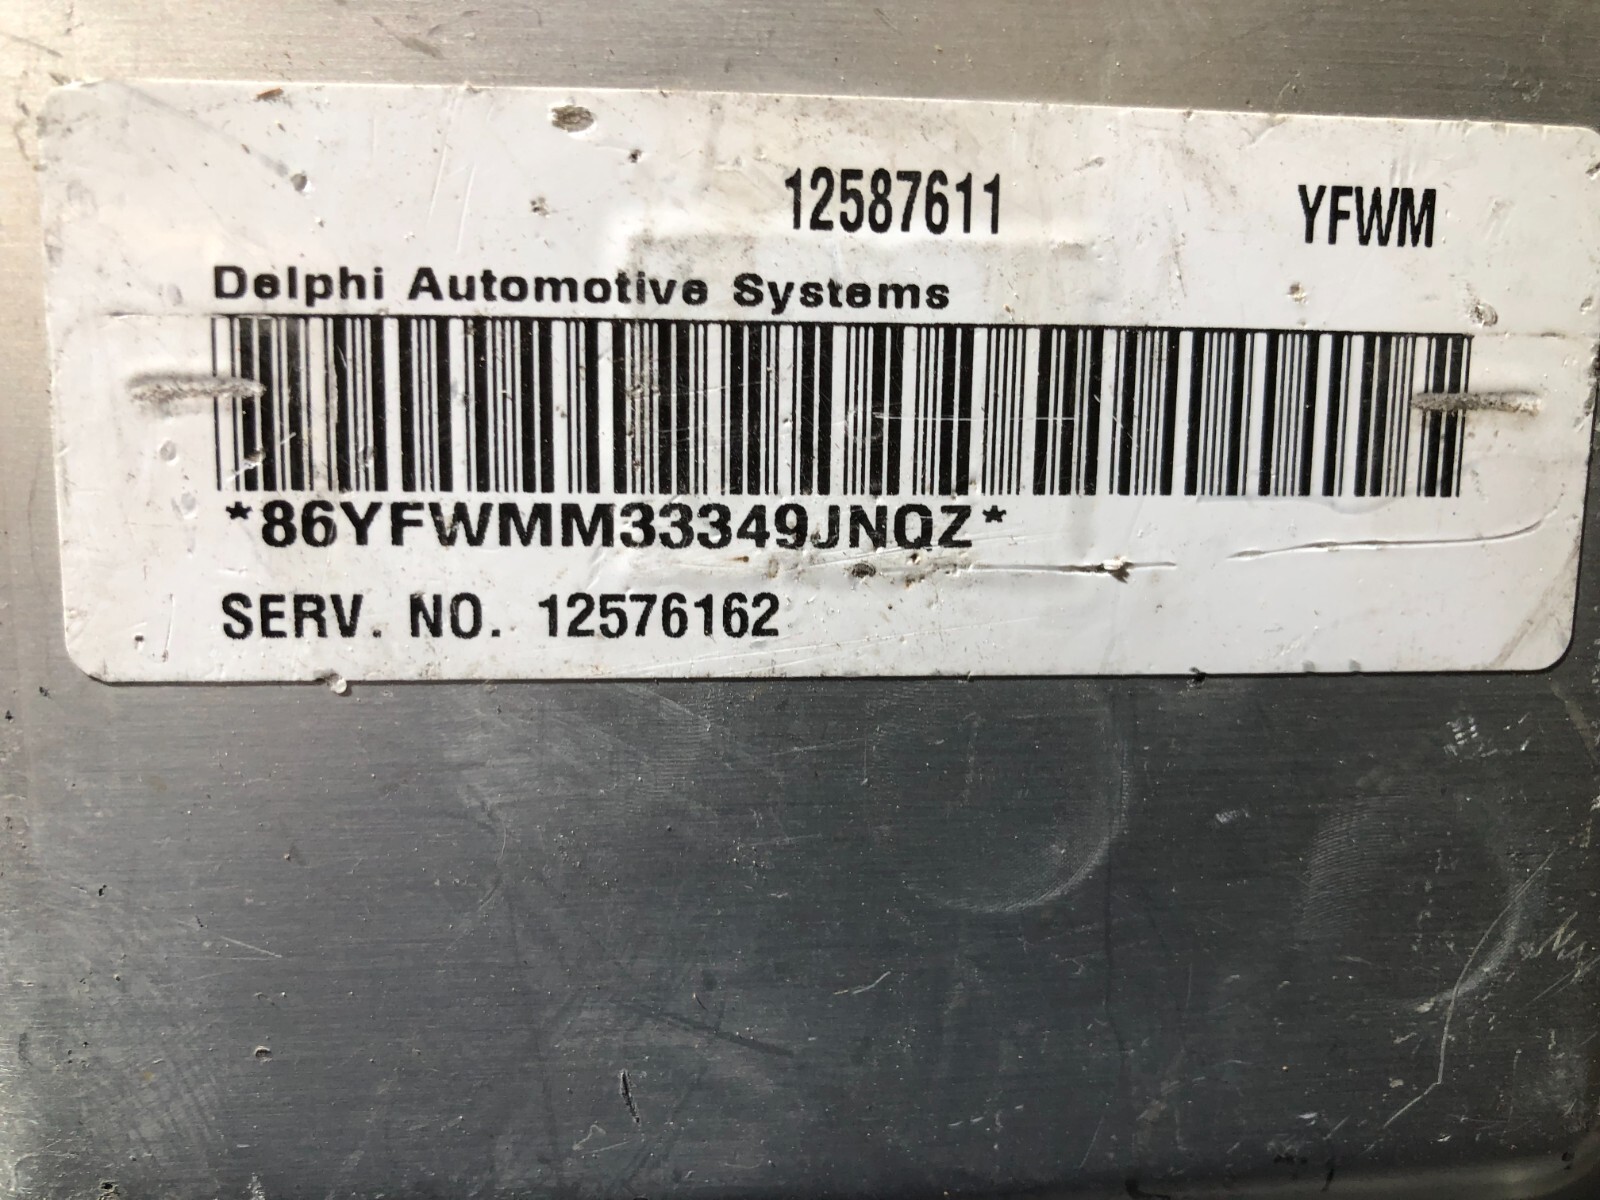 12587611 YFWM
Delphi Automotive Systems
*86YFWMM33349JNQZ*
SERV. NO. 12576162